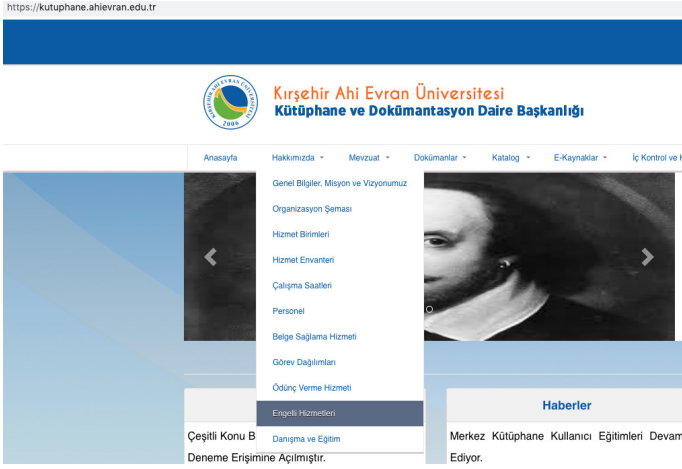 https://kutuphane.ahievran.edu.tr
Kırşehir Ahi Evran Üniversitesi
Kütüphane ve Dokümantasyon Daire Başkanlığı
2006
Anasayfa Hakkımızda Mevzuat Dokümanlar Katalog E-Kaynaklar İç Kontrol ve
Genel Bilgiler, Misyon ve Vizyonumuz
Organizasyon Şeması
Hizmet Birimleri
Hizmet Envanteri
Çalışma Saatleri
Personel
Belge Sağlama Hizmeti
Görev Dağılımları
Ödünç Verme Hizmeti
Engelli Hizmetleri
Danışma ve Eğitim
Çeşitli Konu B
Deneme Erişimine Açılmıştır.
Haberler
Merkez Kütüphane Kullanıcı Eğitimleri Devam
Ediyor.